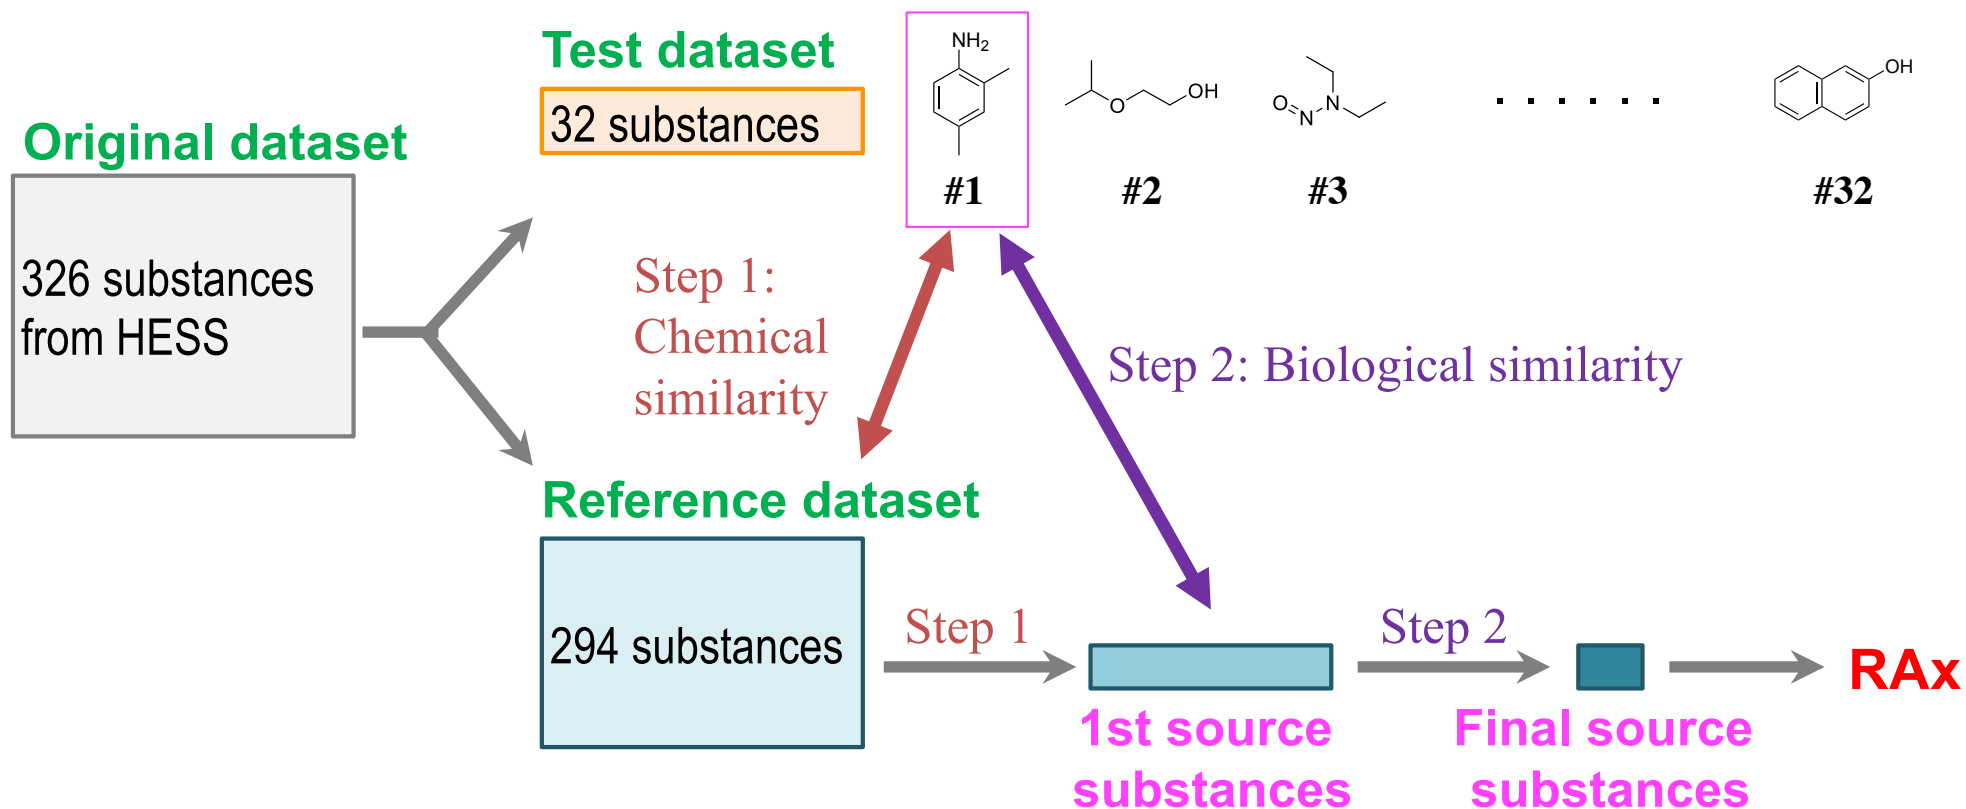 Original dataset
326 substances
from HESS
Test dataset
32 substances
NH2
#1
O
OH
#2
O
N
N
#3
. . . . . .
OH
#32
Step 1:
Chemical
similarity
Step 2: Biological similarity
Reference dataset
294 substances
Step 1
1st source
substances
Step 2
Final source
substances
RAx